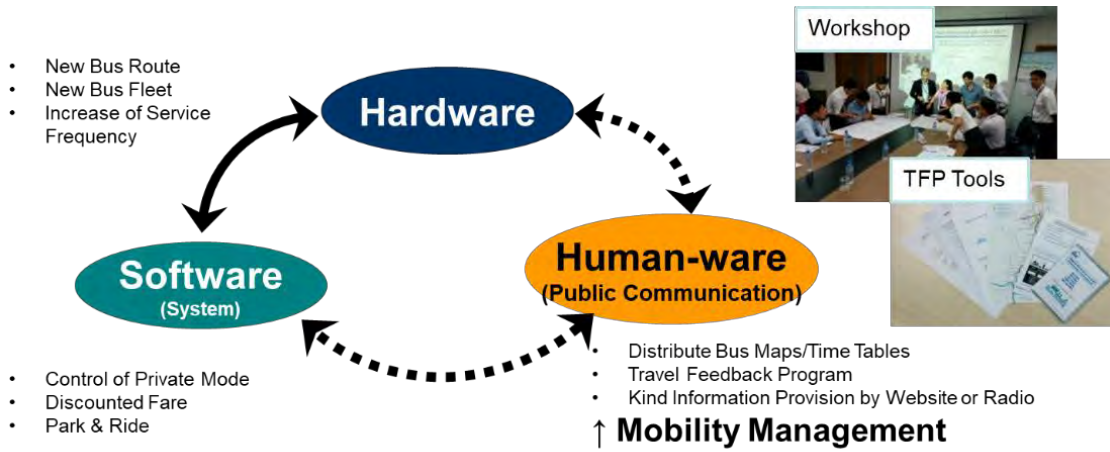 Workshop
• New Bus Route
• New Bus Fleet
• Increase of Service
Frequency
Hardware
TFP Tools
Software
(System)
Human-ware
(Public Communication)
• Control of Private Mode
• Discounted Fare
• Park & Ride
• Distribute Bus Maps/Time Tables
• Travel Feedback Program
• Kind Information Provision by Website or Radio
↑ Mobility Management